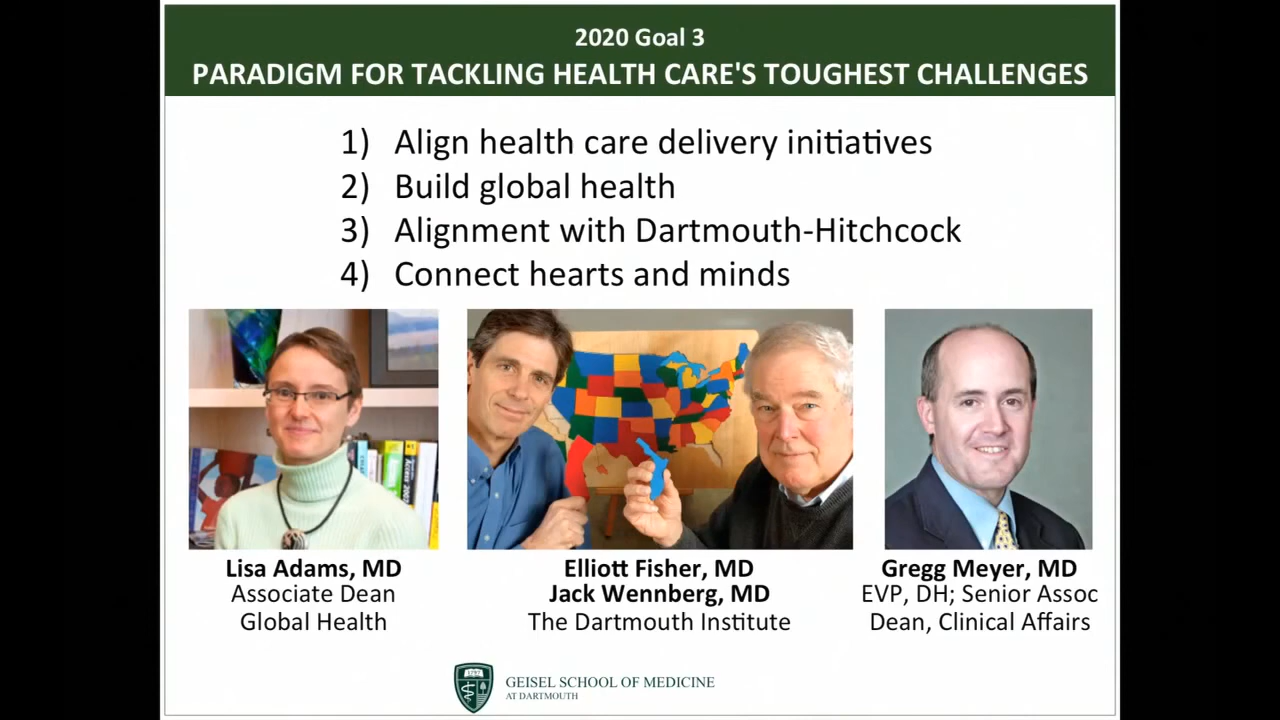 2020 Goal 3
PARADIGM FOR TACKLING HEALTH CARE'S TOUGHEST CHALLENGES
1) Align health care delivery initiatives
2) Build global health
3) Alignment with Dartmouth-Hitchcock
4) Connect hearts and minds
Lisa Adams, MD
Associate Dean
Global Health
Elliott Fisher, MD
Jack Wennberg, MD
The Dartmouth Institute
Gregg Meyer, MD
EVP, DH; Senior Assoc
Dean, Clinical Affairs
GEISEL SCHOOL OF MEDICINE
AT DARTMOUTH